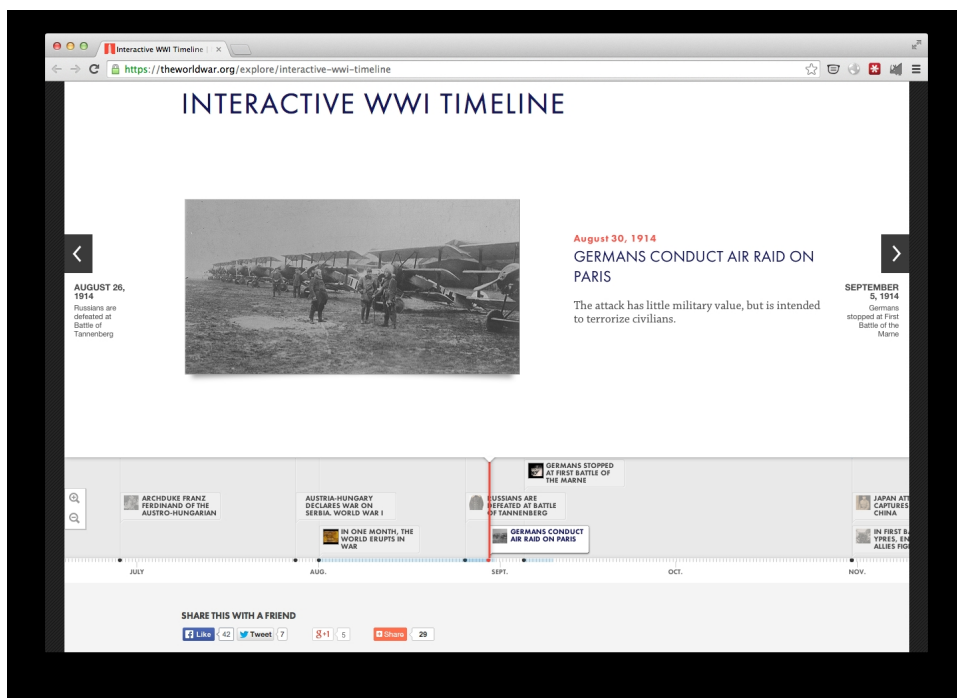 Interactive WWI Timeline |
https://theworldwar.org/explore/interactive-wwi-timeline
INTERACTIVE WWI TIMELINE
AUGUST 26,
1914
Russians are
defeated at
Battle of
Tannenberg
August 30, 1914
GERMANS CONDUCT AIR RAID ON
PARIS
The attack has little military value, but is intended
to terrorize civilians.
SEPTEMBER
5, 1914
Germans
stopped at First
Battle of the
Marne
GERMANS STOPPED
AT FIRST BATTLE OF
THE MARNE
ARCHDUKE FRANZ
FERDINAND OF THE
AUSTRO-HUNGARIAN
AUSTRIA-HUNGARY
DECLARES WAR ON
SERBIA. WORLD WAR I
RUSSIANS ARE
DEFEATED AT BATTLE
OF TANNENBERG
JAPAN ATT
CAPTURES
CHINA
IN ONE MONTH, THE
WORLD ERUPTS IN
WAR
GERMANS CONDUCT
AIR RAID ON PARIS
IN FIRST BA
YPRES, EN
ALLIES FIG
JULY
AUG.
SEPT.
OCT.
NOV.
SHARE THIS WITH A FRIEND
Like 42 Tweet 7 g+1 5 Share 29